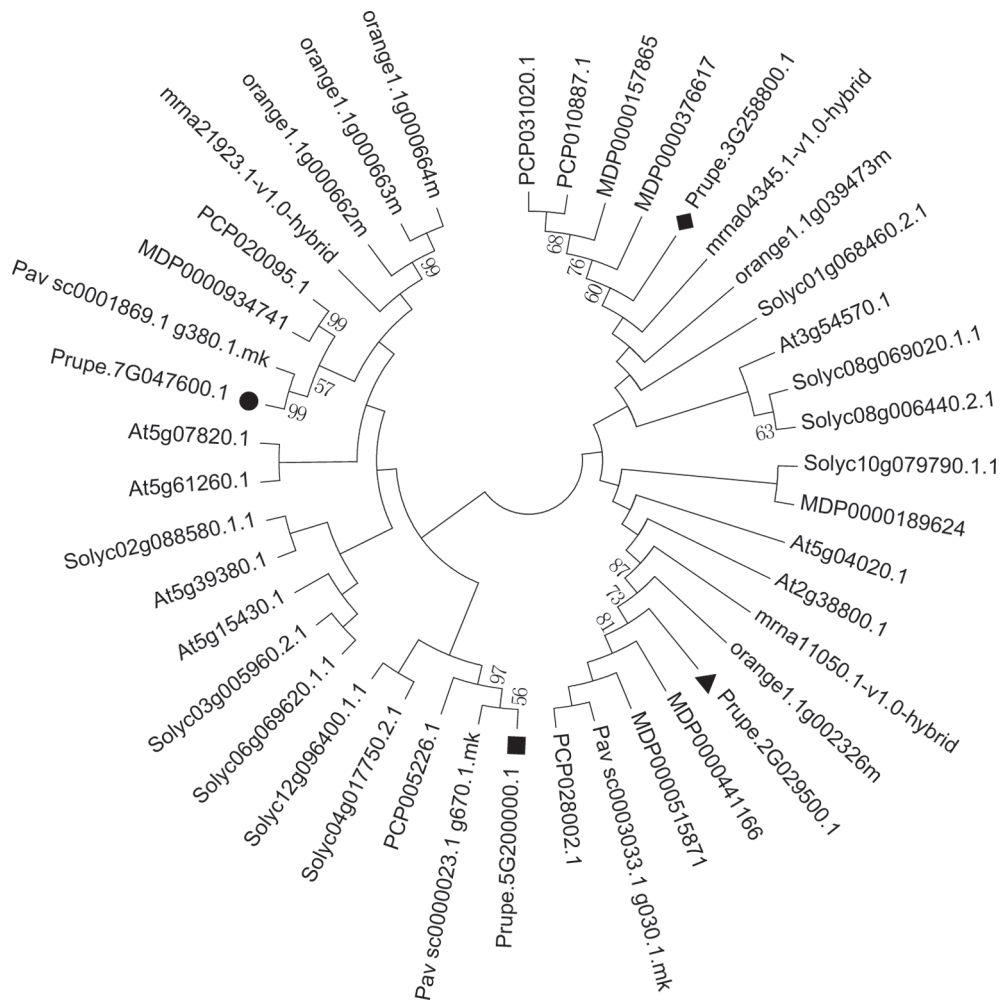 PCP031020.1
PCP010887.1
MDP0000157865
MDP0000376617
Prupe.3G258800.1
mrna04345.1-v1.0-hybrid
orange1.1g039473m
Solyc01g068460.2.1
At3g54570.1
Solyc08g069020.1.1
Solyc08g006440.2.1
Solyc10g079790.1.1
MDP0000189624
At5g04020.1
At2g38800.1
mrna11050.1-v1.0-hybrid
orange1.1g002326m
Prupe.2G029500.1
MDP0000441166
MDP0000515871
Pav sc0003033.1 g030.1.mk
PCP028002.1
Prupe.5G200000.1
Pav sc0000023.1 g670.1.mk
PCP005226.1
Solyc04g017750.2.1
Solyc12g096400.1.1
Solyc06g069620.1.1
Solyc03g005960.2.1
At5g15430.1
At5g39380.1
Solyc02g088580.1.1
At5g61260.1
At5g07820.1
Prupe.7G047600.1
Pav sc0001869.1 g380.1.mk
MDP0000934741
PCP020095.1
mrna21923.1-v1.0-hybrid
orange1.1g000662m
orange1.1g000663m
orange1.1g000664m
68
76
60
63
87
73
81
56
97
99
57
99
99